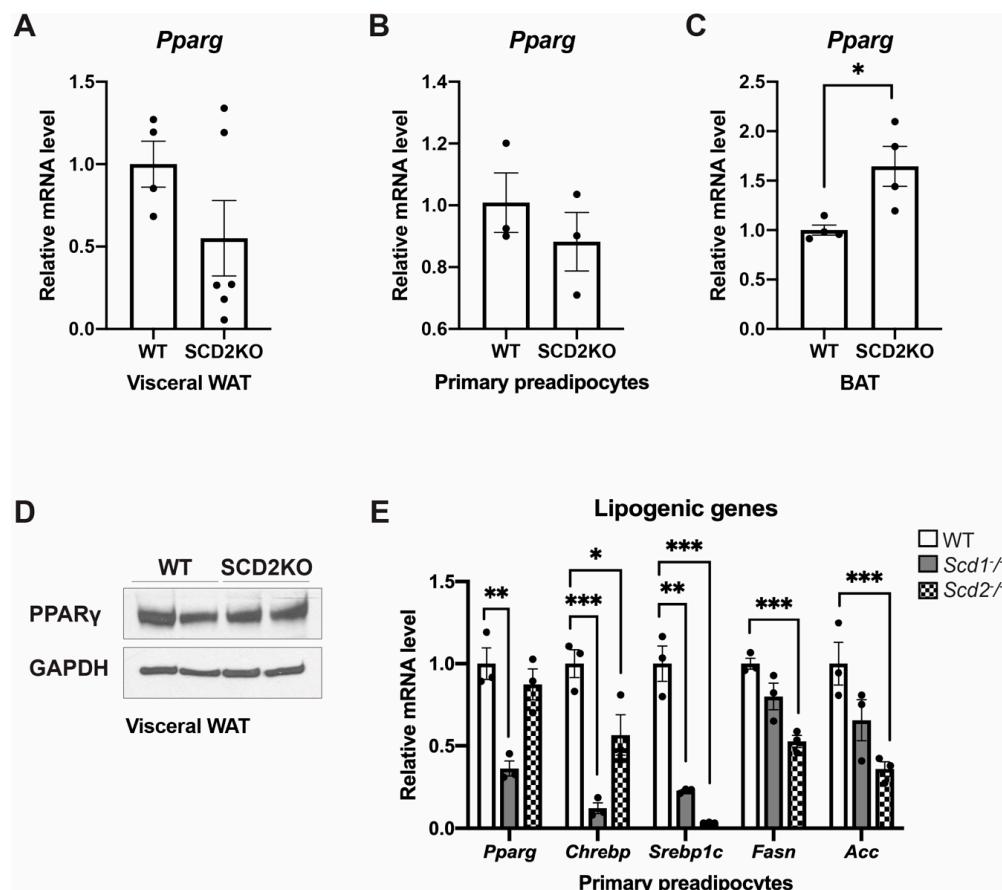 A
Pparg
Relative mRNA level
1.5
1.0
0.5
0.0
WT SCD2KO
Visceral WAT
B
Pparg
Relative mRNA level
1.4
1.2
1.0
0.8
0.6
WT SCD2KO
Primary preadipocytes
C
Pparg
*
Relative mRNA level
2.5
2.0
1.5
1.0
0.5
0.0
WT SCD2KO
BAT
D
WT SCD2KO
PPARγ
GAPDH
Visceral WAT
E
Lipogenic genes
WT
Scd1-/-
Scd2-/-
Relative mRNA level
1.5
1.0
0.5
0.0
**
***
*
**
***
***
***
Pparg Chrebp Srebp1c Fasn Acc
Primary preadipocytes